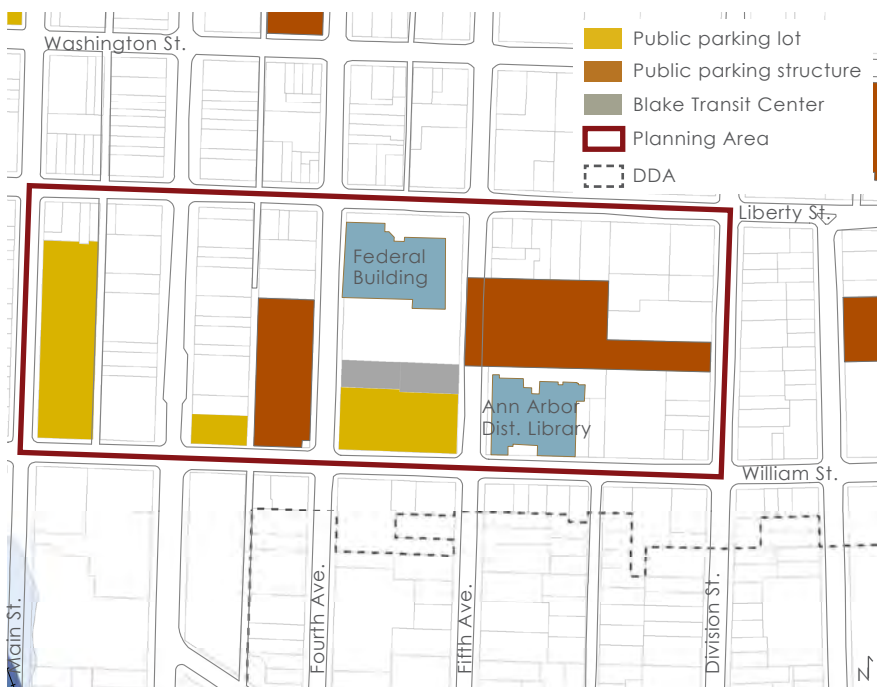 Washington St.
Public parking lot
Public parking structure
Blake Transit Center
Planning Area
DDA
Liberty St.
Federal
Building
Ann Arbor
Dist. Library
William St.
Main St.
Fourth Ave.
Fifth Ave.
Division St.
N